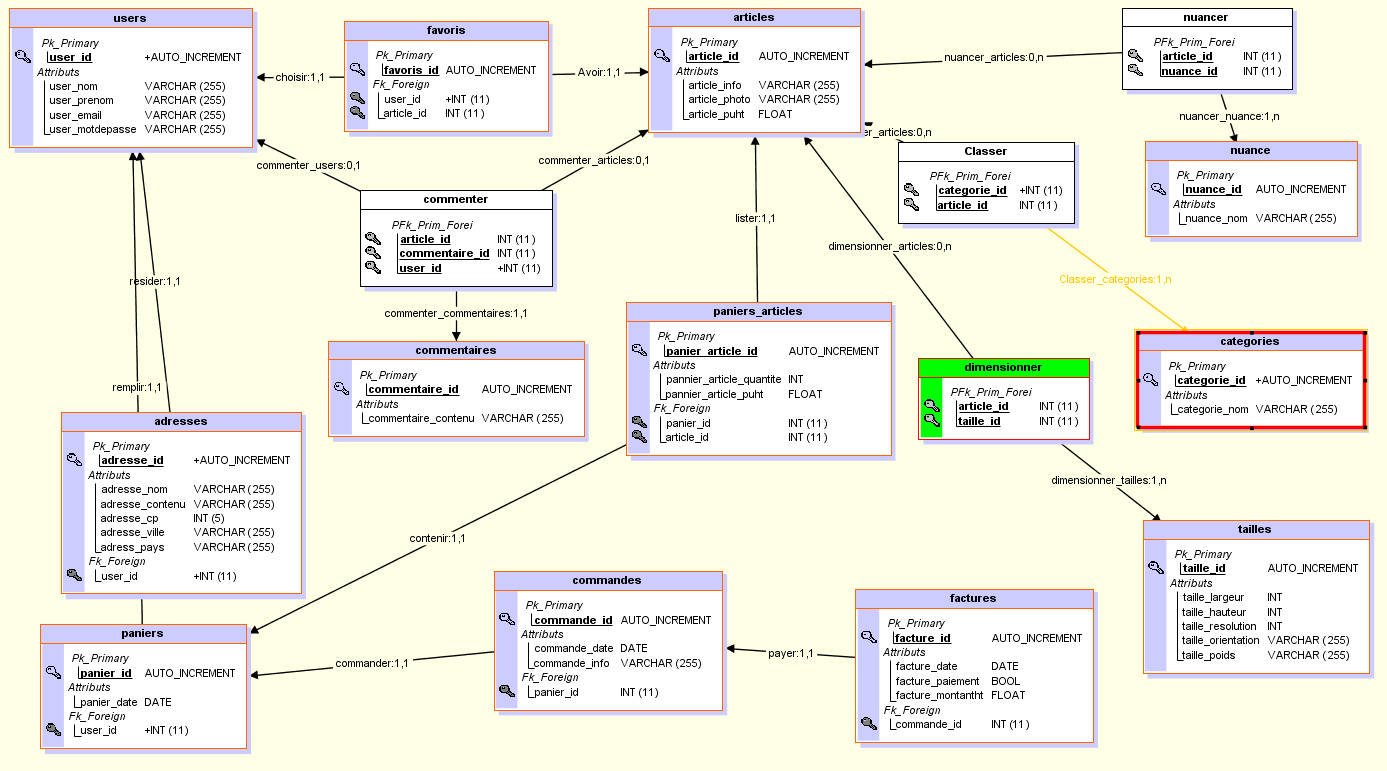 users
Pk_Primary
user_id +AUTO_INCREMENT
Attributs
user_nom VARCHAR (255)
user_prenom VARCHAR (255)
user_email VARCHAR (255)
user_motdepasse VARCHAR (255)
choisir:1,1
favoris
Pk_Primary
favoris_id AUTO_INCREMENT
Fk_Foreign
user_id +INT (11)
article_id INT (11)
Avoir:1,1
articles
Pk_Primary
article_id AUTO_INCREMENT
Attributs
article_info VARCHAR (255)
article_photo VARCHAR (255)
article_puht FLOAT
nuancer_articles:0,n
nuancer
PFk_Prim_Forei
article_id INT (11)
nuance_id INT (11)
nuancer_nuance:1,n
nuance
Pk_Primary
nuance_id AUTO_INCREMENT
Attributs
nuance_nom VARCHAR (255)
er_articles:0,n
Classer
PFk_Prim_Forei
categorie_id +INT (11)
article_id INT (11)
Classer_categories:1,n
categories
Pk_Primary
categorie_id +AUTO_INCREMENT
Attributs
categorie_nom VARCHAR (255)
commenter_users:0,1
commenter_articles:0,1
commenter
PFk_Prim_Forei
article_id INT (11)
commentaire_id INT (11)
user_id +INT (11)
commenter_commentaires:1,1
commentaires
Pk_Primary
commentaire_id AUTO_INCREMENT
Attributs
commentaire_contenu VARCHAR (255)
lister:1,1
dimensionner_articles:0,n
paniers_articles
Pk_Primary
panier_article_id AUTO_INCREMENT
Attributs
pannier_article_quantite INT
pannier_article_puht FLOAT
Fk_Foreign
panier_id INT (11)
article_id INT (11)
dimensionner
PFk_Prim_Forei
article_id INT (11)
taille_id INT (11)
dimensionner_tailles:1,n
tailles
Pk_Primary
taille_id AUTO_INCREMENT
Attributs
taille_largeur INT
taille_hauteur INT
taille_resolution INT
taille_orientation VARCHAR (255)
taille_poids VARCHAR (255)
resider:1,1
remplir:1,1
adresses
Pk_Primary
adresse_id +AUTO_INCREMENT
Attributs
adresse_nom VARCHAR (255)
adresse_contenu VARCHAR (255)
adresse_cp INT (5)
adresse_ville VARCHAR (255)
adress_pays VARCHAR (255)
Fk_Foreign
user_id +INT (11)
contenir:1,1
paniers
Pk_Primary
panier_id AUTO_INCREMENT
Attributs
panier_date DATE
Fk_Foreign
user_id +INT (11)
commander:1,1
commandes
Pk_Primary
commande_id AUTO_INCREMENT
Attributs
commande_date DATE
commande_info VARCHAR (255)
Fk_Foreign
panier_id INT (11)
payer:1,1
factures
Pk_Primary
facture_id AUTO_INCREMENT
Attributs
facture_date DATE
facture_paiement BOOL
facture_montantht FLOAT
Fk_Foreign
commande_id INT (11)